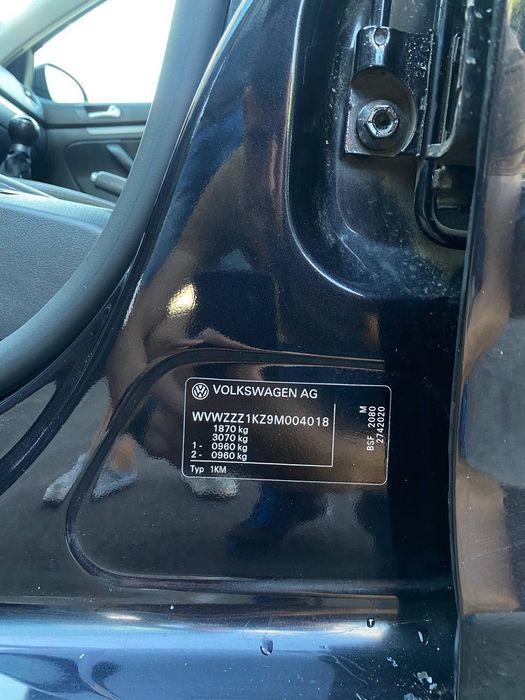 VOLKSWAGEN AG
WVWZZZ1KZ9M004018
1870 kg
3070 kg
1- 0960 kg
2- 0960 kg
Typ 1KM
M
BSF 2080
2742020